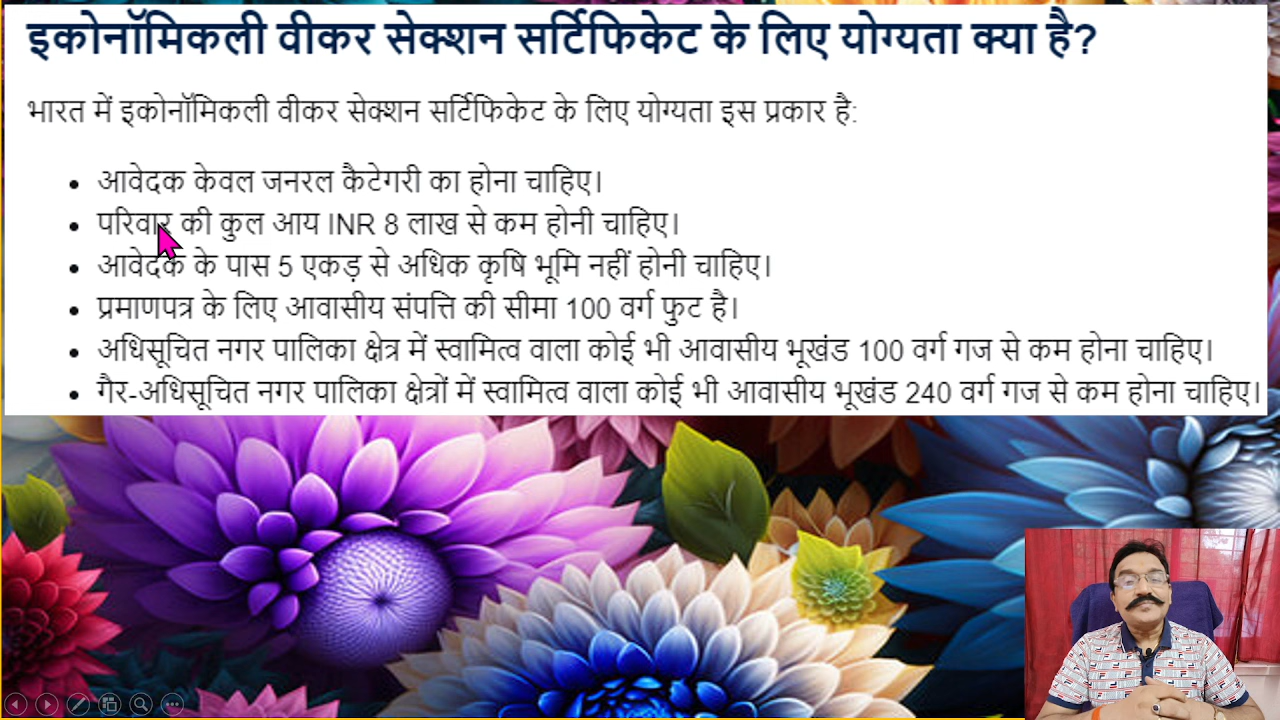 इकोनॉमिकली वीकर सेक्शन सर्टिफिकेट के लिए योग्यता क्या है?
भारत में इकोनॉमिकली वीकर सेक्शन सर्टिफिकेट के लिए योग्यता इस प्रकार है:
• आवेदक केवल जनरल कैटेगरी का होना चाहिए।
• परिवार की कुल आय INR 8 लाख से कम होनी चाहिए।
• आवेदक के पास 5 एकड़ से अधिक कृषि भूमि नहीं होनी चाहिए।
• प्रमाणपत्र के लिए आवासीय संपत्ति की सीमा 100 वर्ग फुट है।
• अधिसूचित नगर पालिका क्षेत्र में स्वामित्व वाला कोई भी आवासीय भूखंड 100 वर्ग गज से कम होना चाहिए।
• गैर-अधिसूचित नगर पालिका क्षेत्रों में स्वामित्व वाला कोई भी आवासीय भूखंड 240 वर्ग गज से कम होना चाहिए।